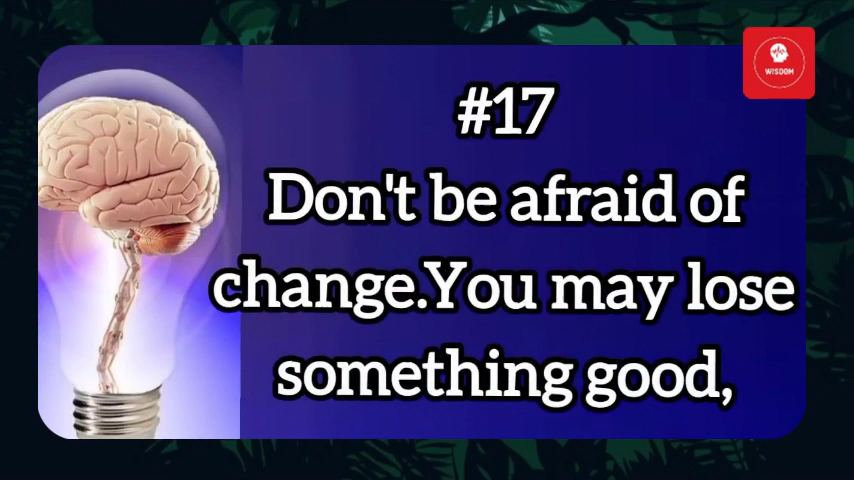 WISDOM
#17
Don't be afraid of
change.You may lose
something good,